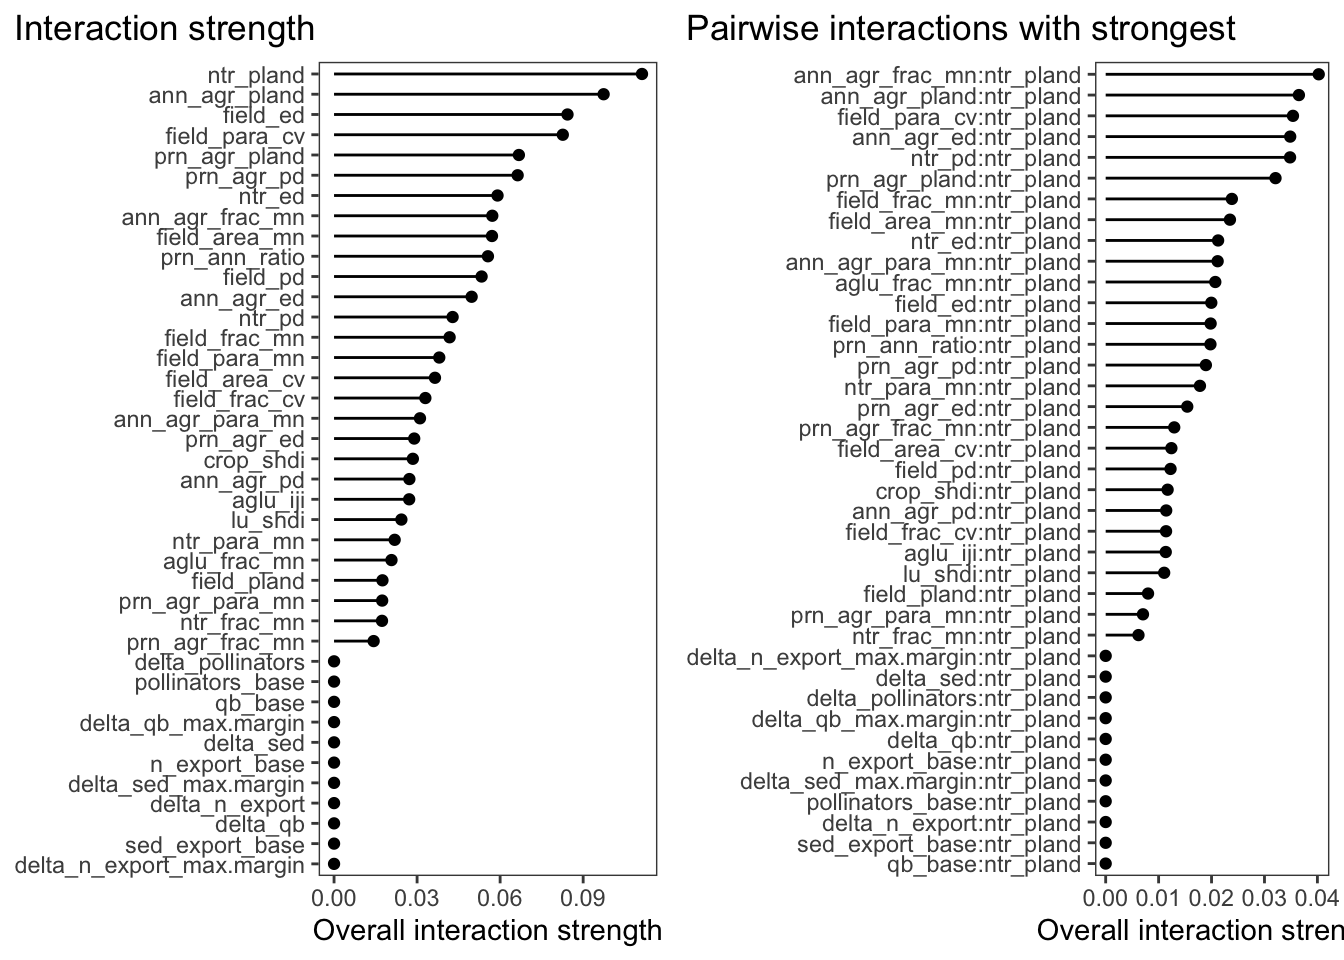 Interaction strength
ntr_pland
ann_agr_pland
field_ed
field_para_cv
prn_agr_pland
prn_agr_pd
ntr_ed
ann_agr_frac_mn
field_area_mn
prn_ann_ratio
field_pd
ann_agr_ed
ntr_pd
field_frac_mn
field_para_mn
field_area_cv
field_frac_cv
ann_agr_para_mn
prn_agr_ed
crop_shdi
ann_agr_pd
aglu_iji
lu_shdi
ntr_para_mn
aglu_frac_mn
field_pland
prn_agr_para_mn
ntr_frac_mn
prn_agr_frac_mn
delta_pollinators
pollinators_base
qb_base
delta_qb_max.margin
delta_sed
n_export_base
delta_sed_max.margin
delta_n_export
delta_qb
sed_export_base
delta_n_export_max.margin
0.00 0.03 0.06 0.09
Overall interaction strength
Pairwise interactions with strongest
ann_agr_frac_mn:ntr_pland
ann_agr_pland:ntr_pland
field_para_cv:ntr_pland
ann_agr_ed:ntr_pland
ntr_pd:ntr_pland
prn_agr_pland:ntr_pland
field_frac_mn:ntr_pland
field_area_mn:ntr_pland
ntr_ed:ntr_pland
ann_agr_para_mn:ntr_pland
aglu_frac_mn:ntr_pland
field_ed:ntr_pland
field_para_mn:ntr_pland
prn_ann_ratio:ntr_pland
prn_agr_pd:ntr_pland
ntr_para_mn:ntr_pland
prn_agr_ed:ntr_pland
prn_agr_frac_mn:ntr_pland
field_area_cv:ntr_pland
field_pd:ntr_pland
crop_shdi:ntr_pland
ann_agr_pd:ntr_pland
field_frac_cv:ntr_pland
aglu_iji:ntr_pland
lu_shdi:ntr_pland
field_pland:ntr_pland
prn_agr_para_mn:ntr_pland
ntr_frac_mn:ntr_pland
delta_n_export_max.margin:ntr_pland
delta_sed:ntr_pland
delta_pollinators:ntr_pland
delta_qb_max.margin:ntr_pland
delta_qb:ntr_pland
n_export_base:ntr_pland
delta_sed_max.margin:ntr_pland
pollinators_base:ntr_pland
delta_n_export:ntr_pland
sed_export_base:ntr_pland
qb_base:ntr_pland
0.00 0.01 0.02 0.03 0.04
Overall interaction stren